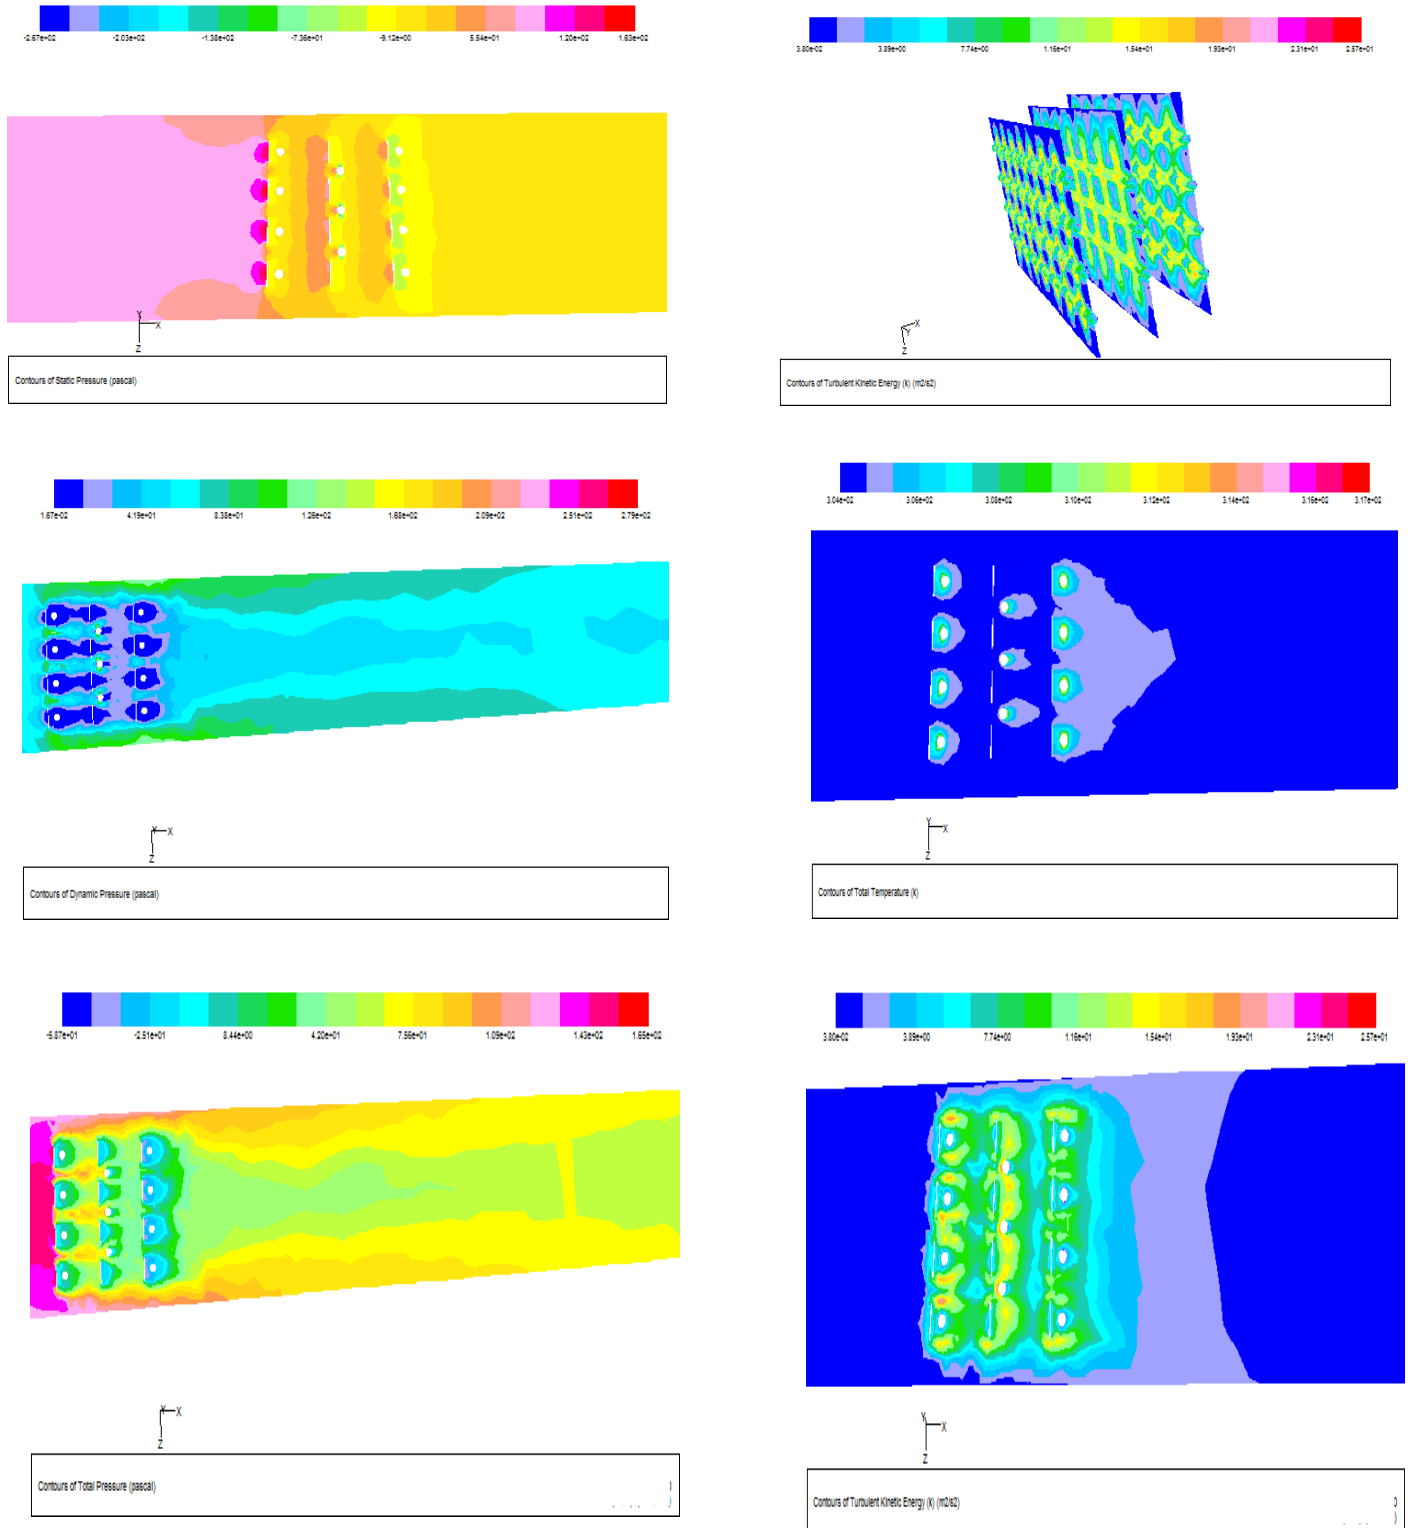 -2.67e+02 -2.03e+02 -1.38e+02 -7.36e+01 -9.12e+00 5.54e+01 1.20e+02 1.63e+02
Y
X
Z
Contours of Static Pressure (pascal)
3.80e-02 3.89e+00 7.74e+00 1.16e+01 1.54e+01 1.93e+01 2.31e+01 2.57e+01
X
Y
Z
Contours of Turbulent Kinetic Energy (k) (m2/s2)
1.67e-02 4.19e+01 8.38e+01 1.26e+02 1.68e+02 2.09e+02 2.51e+02 2.79e+02
Y X
Z
Contours of Dynamic Pressure (pascal)
3.04e+02 3.06e+02 3.08e+02 3.10e+02 3.12e+02 3.14e+02 3.16e+02 3.17e+02
Y
X
Z
Contours of Total Temperature (k)
-5.87e+01 -2.51e+01 8.44e+00 4.20e+01 7.56e+01 1.09e+02 1.43e+02 1.65e+02
Y X
Z
Contours of Total Pressure (pascal)
3.80e-02 3.89e+00 7.74e+00 1.16e+01 1.54e+01 1.93e+01 2.31e+01 2.57e+01
Y
X
Z
Contours of Turbulent Kinetic Energy (k) (m2/s2)